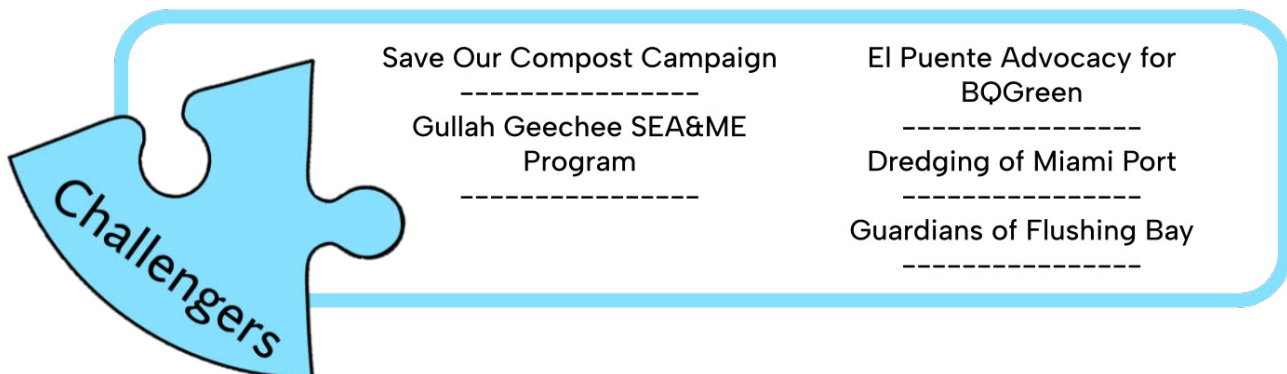 Challengers
Save Our Compost Campaign
----------------
Gullah Geechee SEA&ME
Program
----------------
El Puente Advocacy for
BQGreen
----------------
Dredging of Miami Port
----------------
Guardians of Flushing Bay
----------------